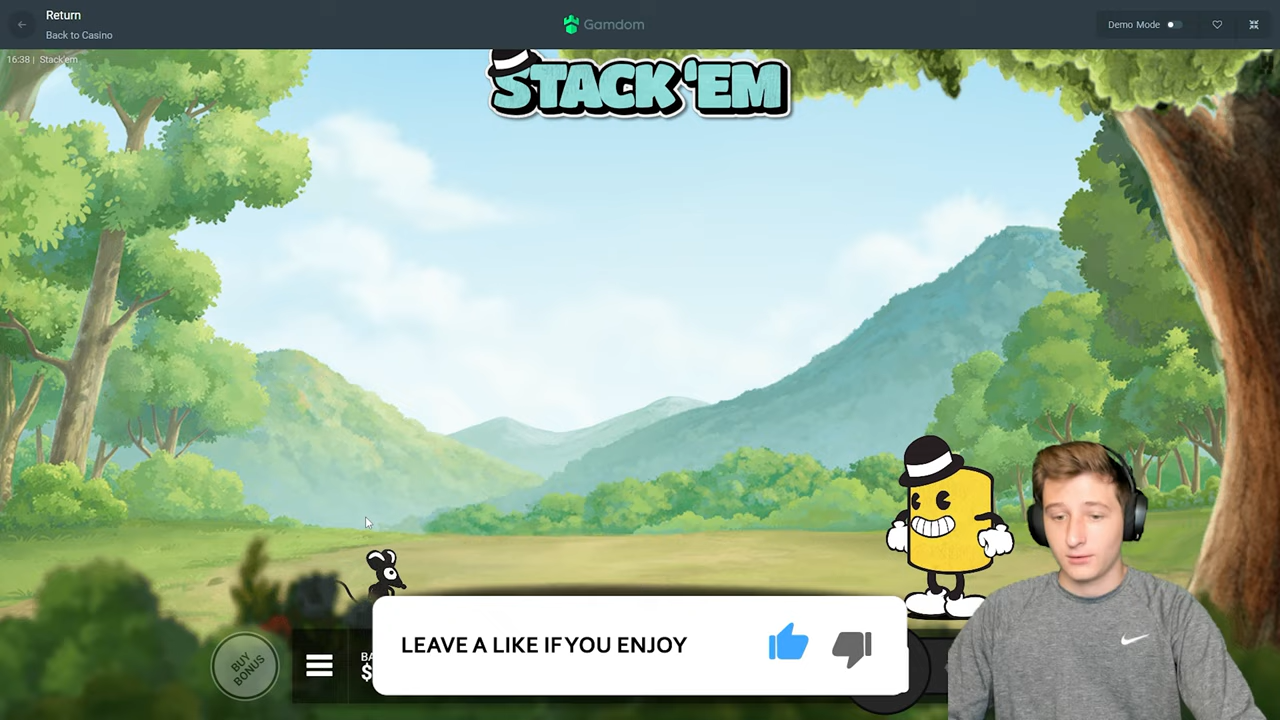 Return
Back to Casino
Gamdom
Demo Mode
16:38 | Stack'em
STACK 'EM
BUY
BONUS
BA
$
LEAVE A LIKE IF YOU ENJOY